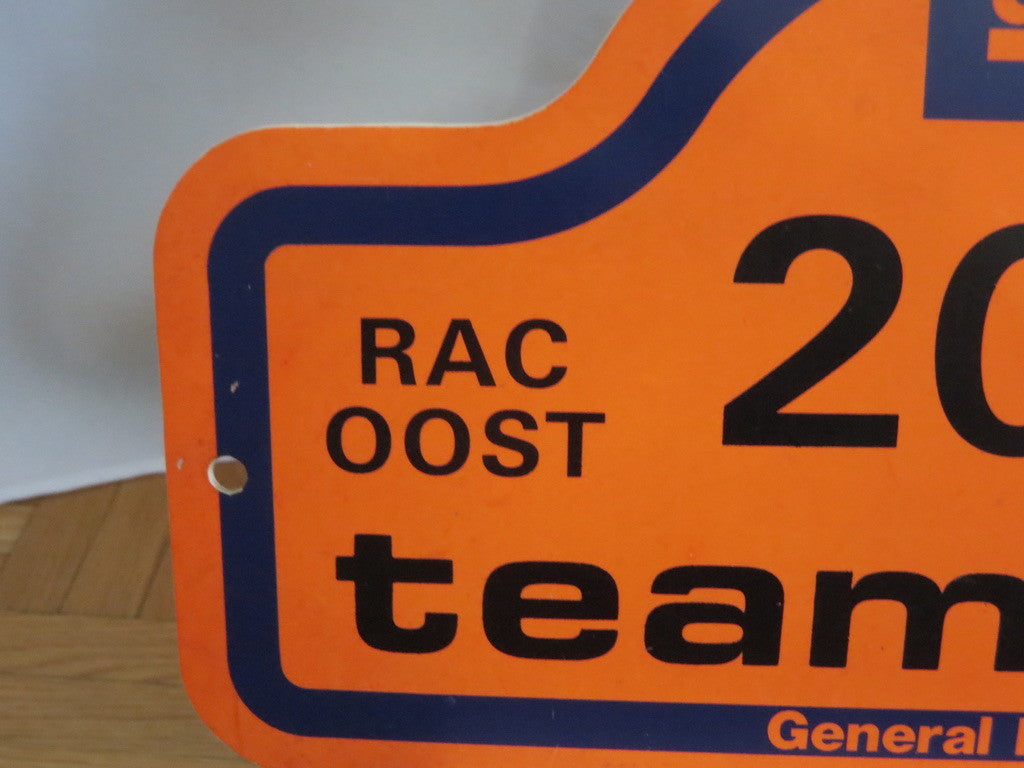 20
RAC
OOST
team
General